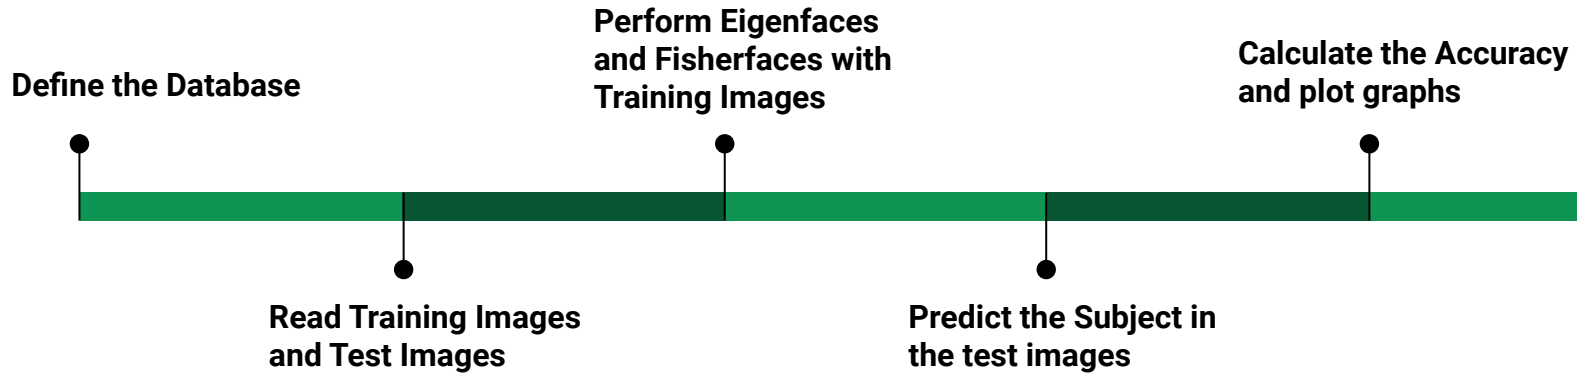 Define the Database
Read Training Images
and Test Images
Perform Eigenfaces
and Fisherfaces with
Training Images
Predict the Subject in
the test images
Calculate the Accuracy
and plot graphs